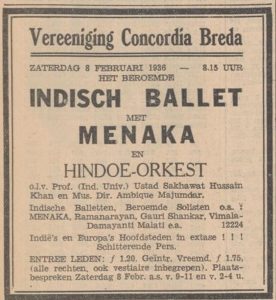 Vereeniging Concordia Breda
ZATERDAG 8 FEBRUARI 1936 — 8.15 UUR
HET BEROEMDE
INDISCH BALLET
MET
MENAKA
EN
HINDOE-ORKEST
o.l.v. Prof. (Ind. Univ.) Ustad Sakhawat Hussain
Khan en Mus. Dir. Ambique Majumdar.
Indische Balletten, Beroemde Solisten o.a. :
MENAKA, Ramanarayan, Gauri Shankar, Vimala-
Damayanti Malati e.a. 12224
Indië's en Europa's Hoofdsteden in extase ! ! !
Schitterende Pers.
ENTREE LEDEN: ƒ 1.20, Geïntr. Vreemd. ƒ 1.75,
(alle rechten, ook vestiaire inbegrepen). Plaats-
bespreken Zaterdag 8 Febr. a.s. v. 9-11 en v. 2-4 u.